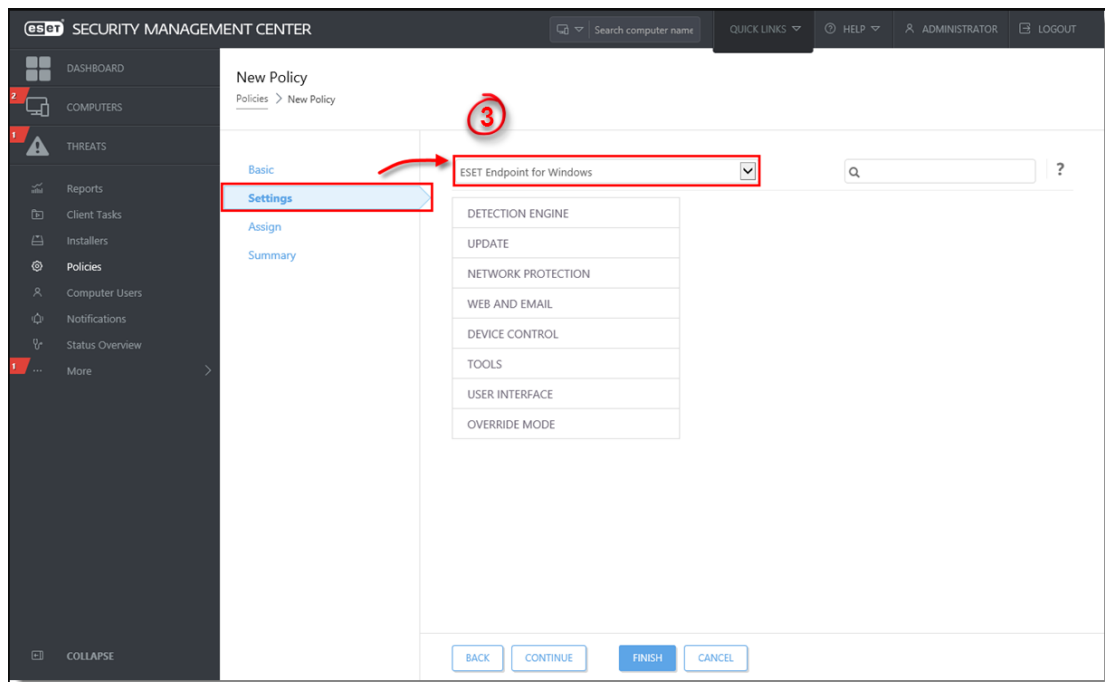 eset SECURITY MANAGEMENT CENTER
Search computer name
QUICK LINKS
HELP
ADMINISTRATOR
LOGOUT
DASHBOARD
2
COMPUTERS
1
THREATS
Reports
Client Tasks
Installers
Policies
Computer Users
Notifications
Status Overview
1
More
COLLAPSE
New Policy
Policies > New Policy
3
Basic
Settings
Assign
Summary
ESET Endpoint for Windows
?
DETECTION ENGINE
UPDATE
NETWORK PROTECTION
WEB AND EMAIL
DEVICE CONTROL
TOOLS
USER INTERFACE
OVERRIDE MODE
BACK
CONTINUE
FINISH
CANCEL